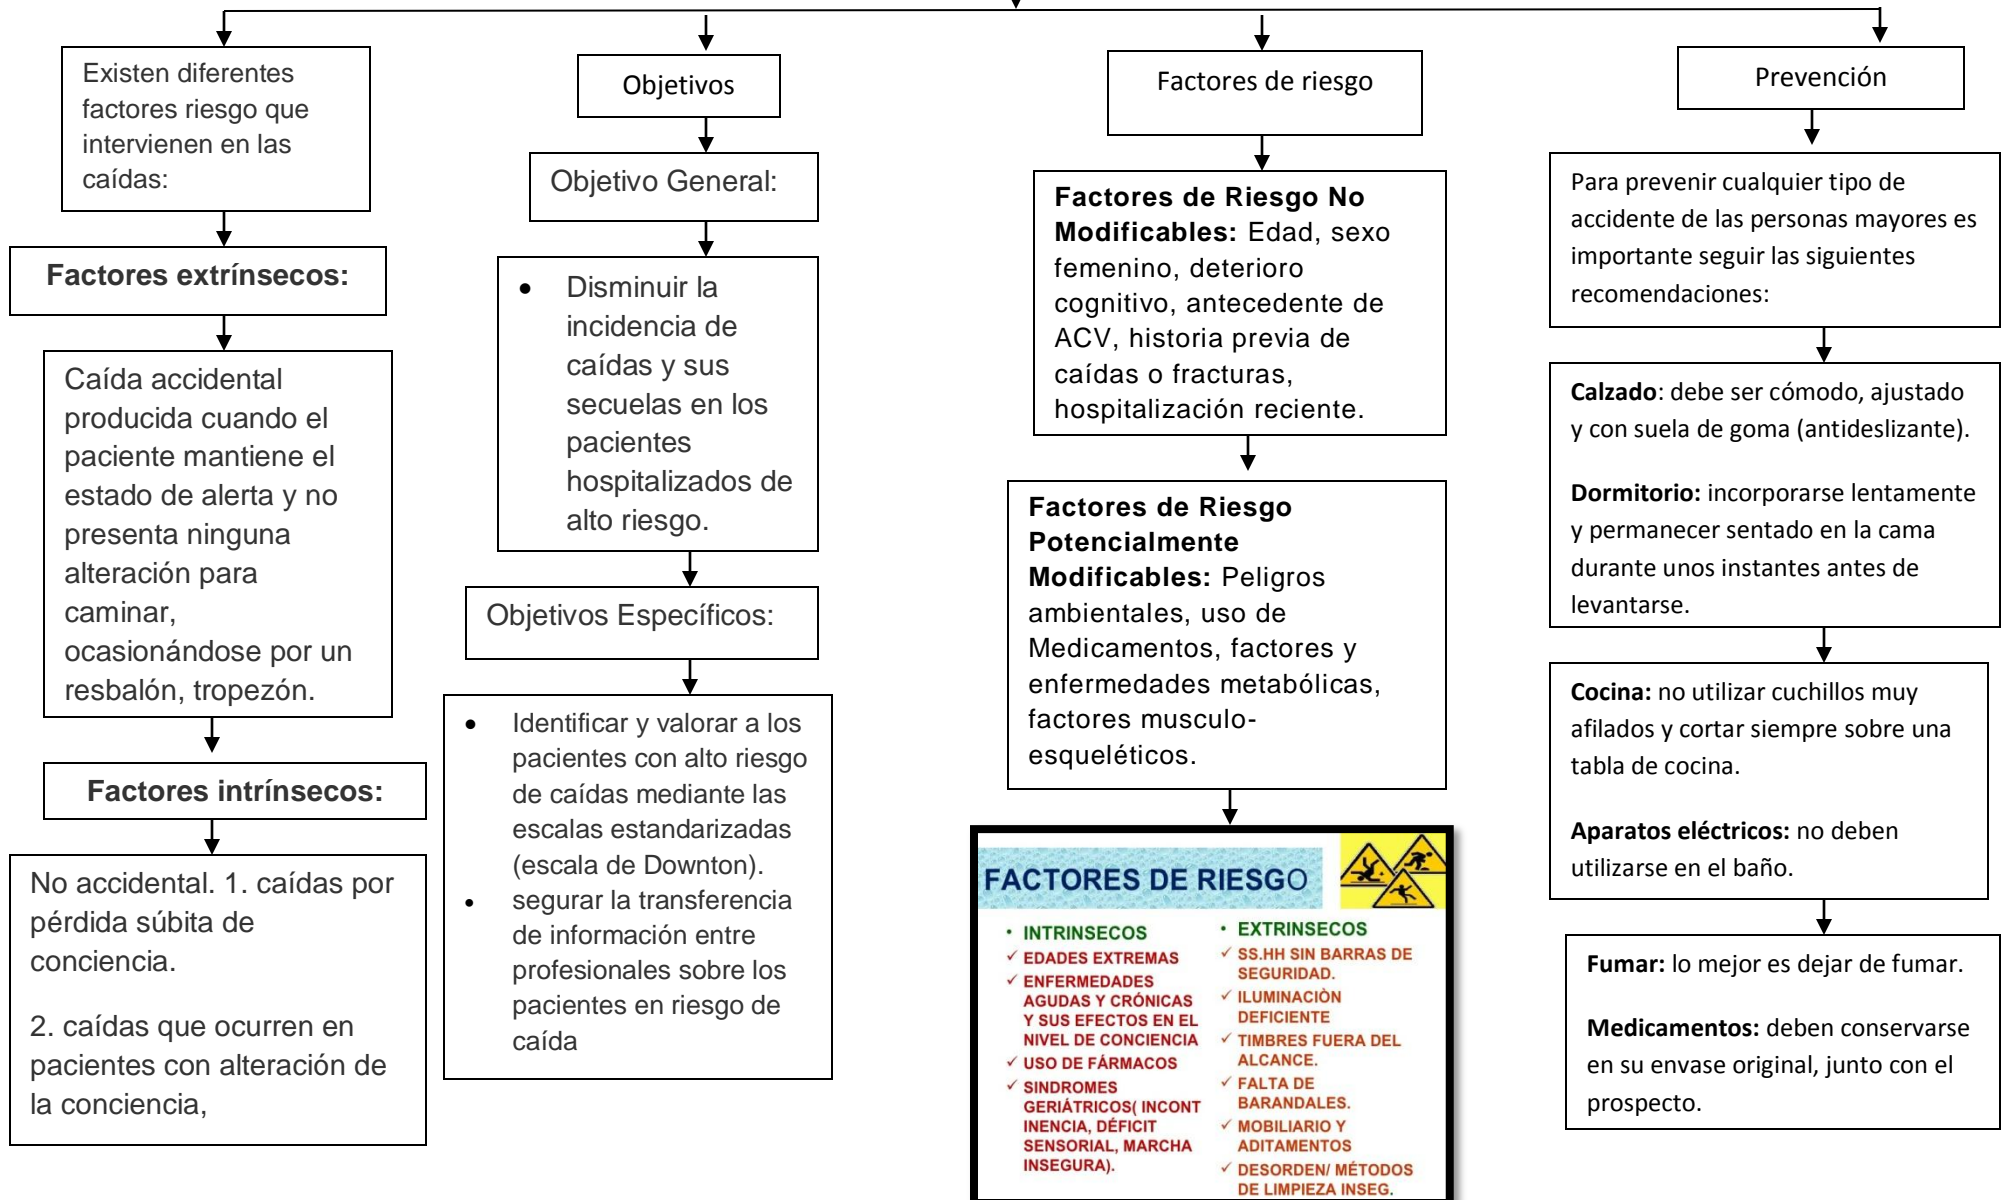 Existen diferentes
factores riesgo que
intervienen en las
caídas:
Factores extrínsecos:
Caída accidental
producida cuando el
paciente mantiene el
estado de alerta y no
presenta ninguna
alteración para
caminar,
ocasionándose por un
resbalón, tropezón.
Factores intrínsecos:
No accidental. 1. caídas por
pérdida súbita de
conciencia.
2. caídas que ocurren en
pacientes con alteración de
la conciencia,
Objetivos
Objetivo General:
• Disminuir la
incidencia de
caídas y sus
secuelas en los
pacientes
hospitalizados de
alto riesgo.
Objetivos Específicos:
• Identificar y valorar a los
pacientes con alto riesgo
de caídas mediante las
escalas estandarizadas
(escala de Downton).
• segurar la transferencia
de información entre
profesionales sobre los
pacientes en riesgo de
caída
Factores de riesgo
Factores de Riesgo No
Modificables: Edad, sexo
femenino, deterioro
cognitivo, antecedente de
ACV, historia previa de
caídas o fracturas,
hospitalización reciente.
Factores de Riesgo
Potencialmente
Modificables: Peligros
ambientales, uso de
Medicamentos, factores y
enfermedades metabólicas,
factores musculo-
esqueléticos.
FACTORES DE RIESGO
• INTRINSECOS
✓ EDADES EXTREMAS
✓ ENFERMEDADES
AGUDAS Y CRÓNICAS
Y SUS EFECTOS EN EL
NIVEL DE CONCIENCIA
✓ USO DE FÁRMACOS
✓ SINDROMES
GERIÁTRICOS( INCONT
INENCIA, DÉFICIT
SENSORIAL, MARCHA
INSEGURA).
• EXTRINSECOS
✓ SS.HH SIN BARRAS DE
SEGURIDAD.
✓ ILUMINACIÒN
DEFICIENTE
✓ TIMBRES FUERA DEL
ALCANCE.
✓ FALTA DE
BARANDALES.
✓ MOBILIARIO Y
ADITAMENTOS
✓ DESORDEN/ MÉTODOS
DE LIMPIEZA INSEG.
Prevención
Para prevenir cualquier tipo de
accidente de las personas mayores es
importante seguir las siguientes
recomendaciones:
Calzado: debe ser cómodo, ajustado
y con suela de goma (antideslizante).
Dormitorio: incorporarse lentamente
y permanecer sentado en la cama
durante unos instantes antes de
levantarse.
Cocina: no utilizar cuchillos muy
afilados y cortar siempre sobre una
tabla de cocina.
Aparatos eléctricos: no deben
utilizarse en el baño.
Fumar: lo mejor es dejar de fumar.
Medicamentos: deben conservarse
en su envase original, junto con el
prospecto.